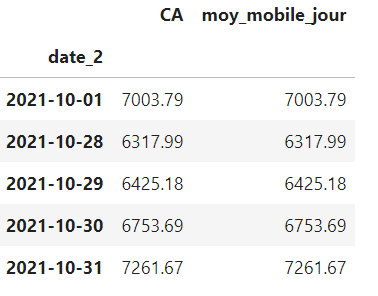 CA moy_mobile_jour
date_2
2021-10-01 7003.79 7003.79
2021-10-28 6317.99 6317.99
2021-10-29 6425.18 6425.18
2021-10-30 6753.69 6753.69
2021-10-31 7261.67 7261.67